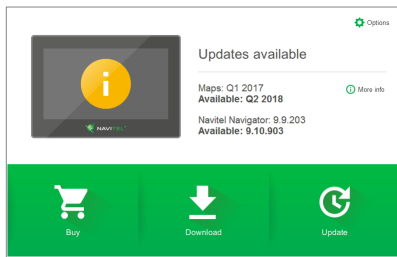 Options
Updates available
Maps: Q1 2017
Available: Q2 2018
More info
Navitel Navigator: 9.9.203
Available: 9.10.903
NAVITEL
Buy
Download
Update